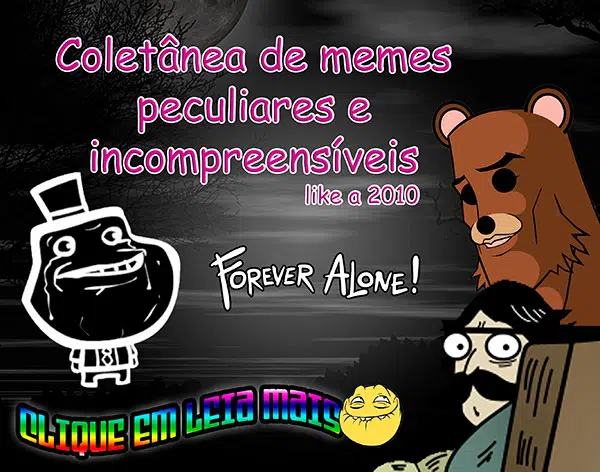 Coletânea de memes
peculiares e
incompreensíveis
like a 2010
FOREVER ALONE!
CLIQUE EM LEIA MAIS